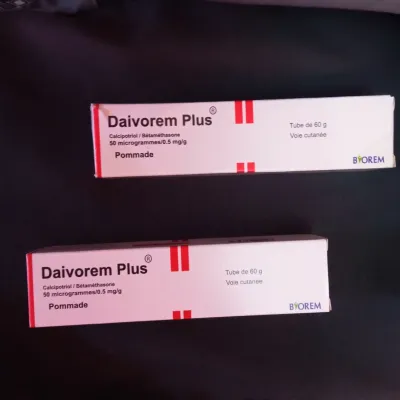 Daivorem Plus®
Calcipotriol / Bétaméthasone
50 microgrammes/0.5 mg/g
Pommade
Tube de 60 g
Voie cutanée
BIOREM
Daivorem Plus®
Calcipotriol / Bétaméthasone
50 microgrammes/0.5 mg/g
Pommade
Tube de 60 g
Voie cutanée
BIOREM